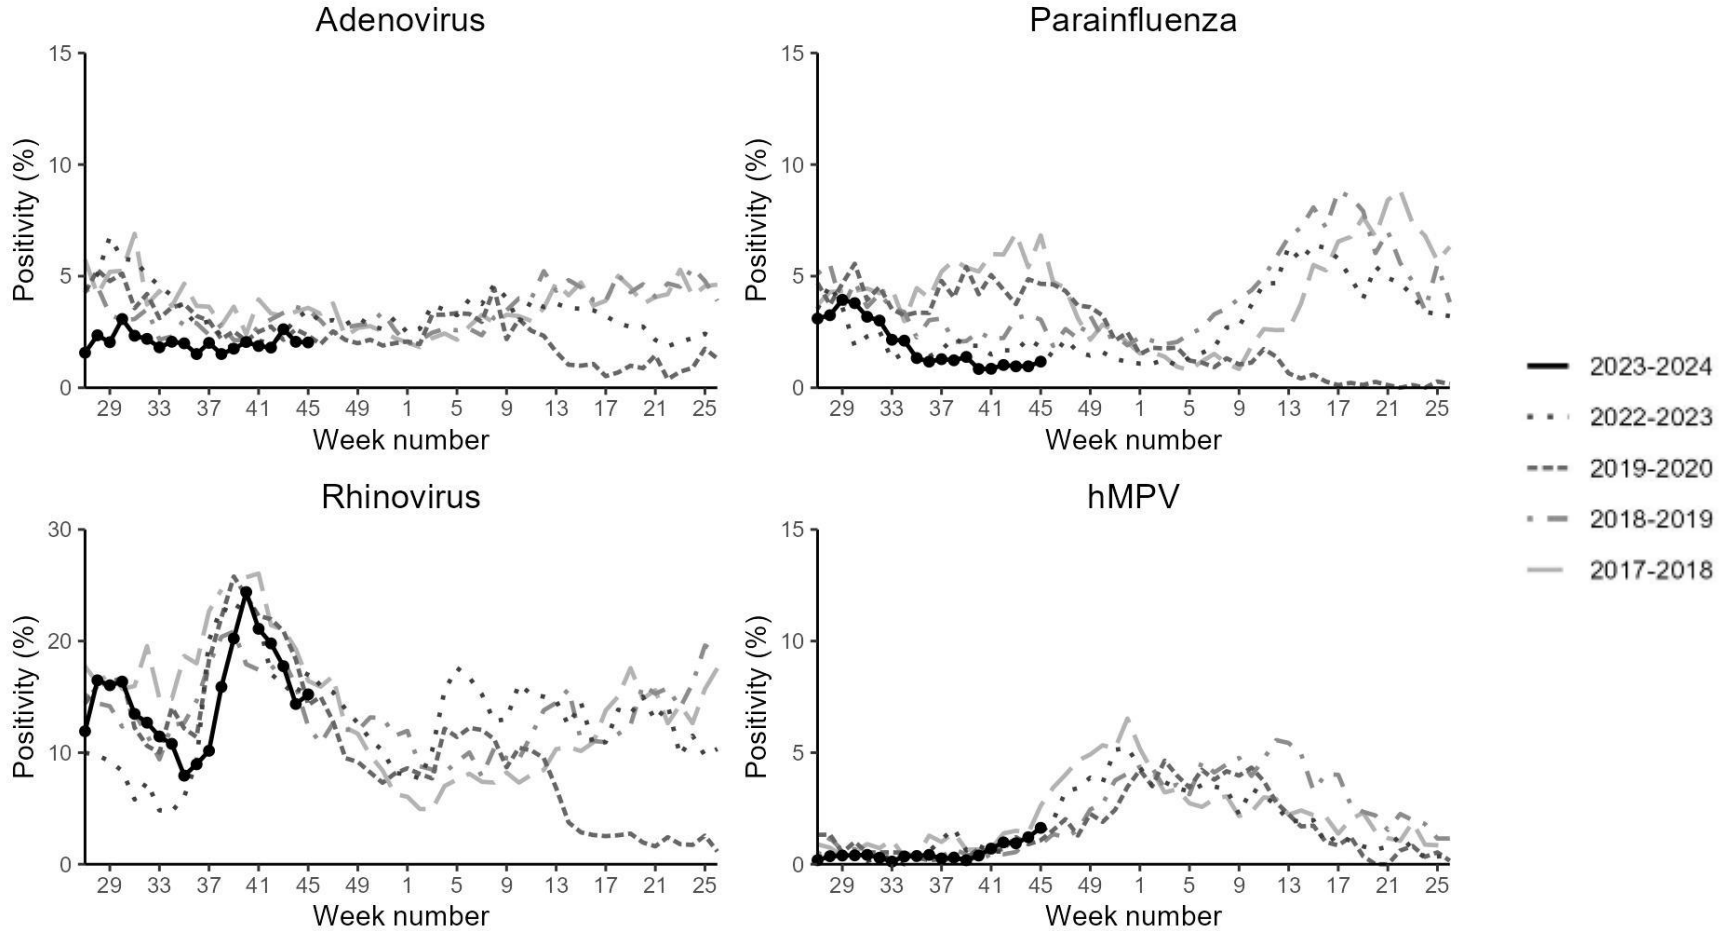 Adenovirus
15
10
5
0
Positivity (%)
29 33 37 41 45 49 1 5 9 13 17 21 25
Week number
Parainfluenza
15
10
5
0
Positivity (%)
29 33 37 41 45 49 1 5 9 13 17 21 25
Week number
Rhinovirus
30
20
10
0
Positivity (%)
29 33 37 41 45 49 1 5 9 13 17 21 25
Week number
hMPV
15
10
5
0
Positivity (%)
29 33 37 41 45 49 1 5 9 13 17 21 25
Week number
2023-2024
2022-2023
2019-2020
2018-2019
2017-2018